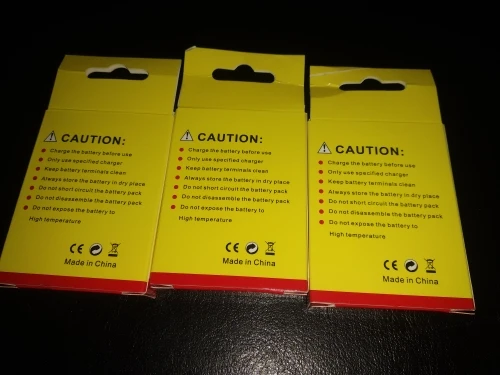 CAUTION:
Charge the battery before use
Only use specified charger
Keep battery terminals clean
Always store the battery in dry place
Do not short circuit the battery pack
Do not disassemble the battery pack
Do not expose the battery to
High temperature
CE
Made in China
CAUTION:
Charge the battery before use
Only use specified charger
Keep battery terminals clean
Always store the battery in dry place
Do not short circuit the battery pack
Do not disassemble the battery pack
Do not expose the battery to
High temperature
CE
Made in China
CAUTION:
Charge the battery before use
Only use specified charger
Keep battery terminals clean
Always store the battery in dry place
Do not short circuit the battery pack
Do not disassemble the battery pack
Do not expose the battery to
High temperature
CE
Made in China